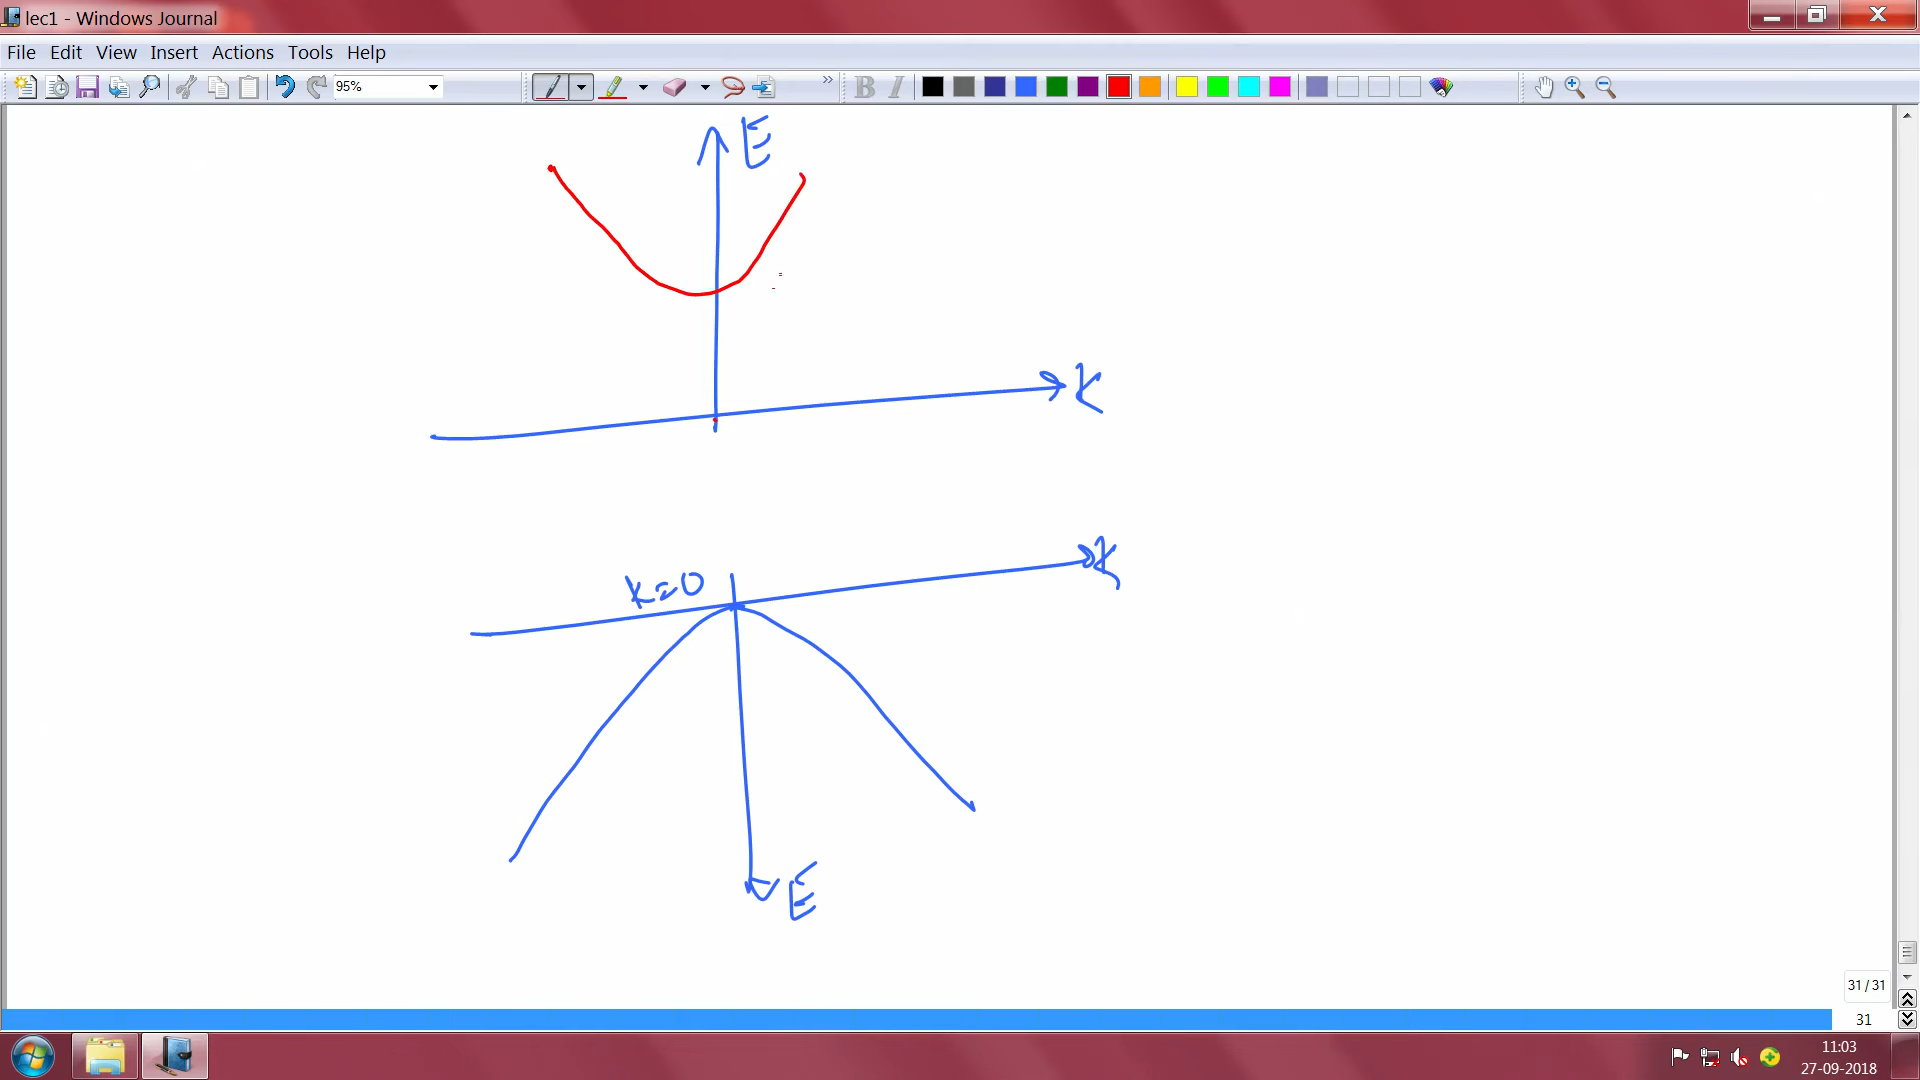 lec1 - Windows Journal
File Edit View Insert Actions Tools Help
95%
B I
E
k
k
k=0
E
31 / 31
31
11:03
27-09-2018